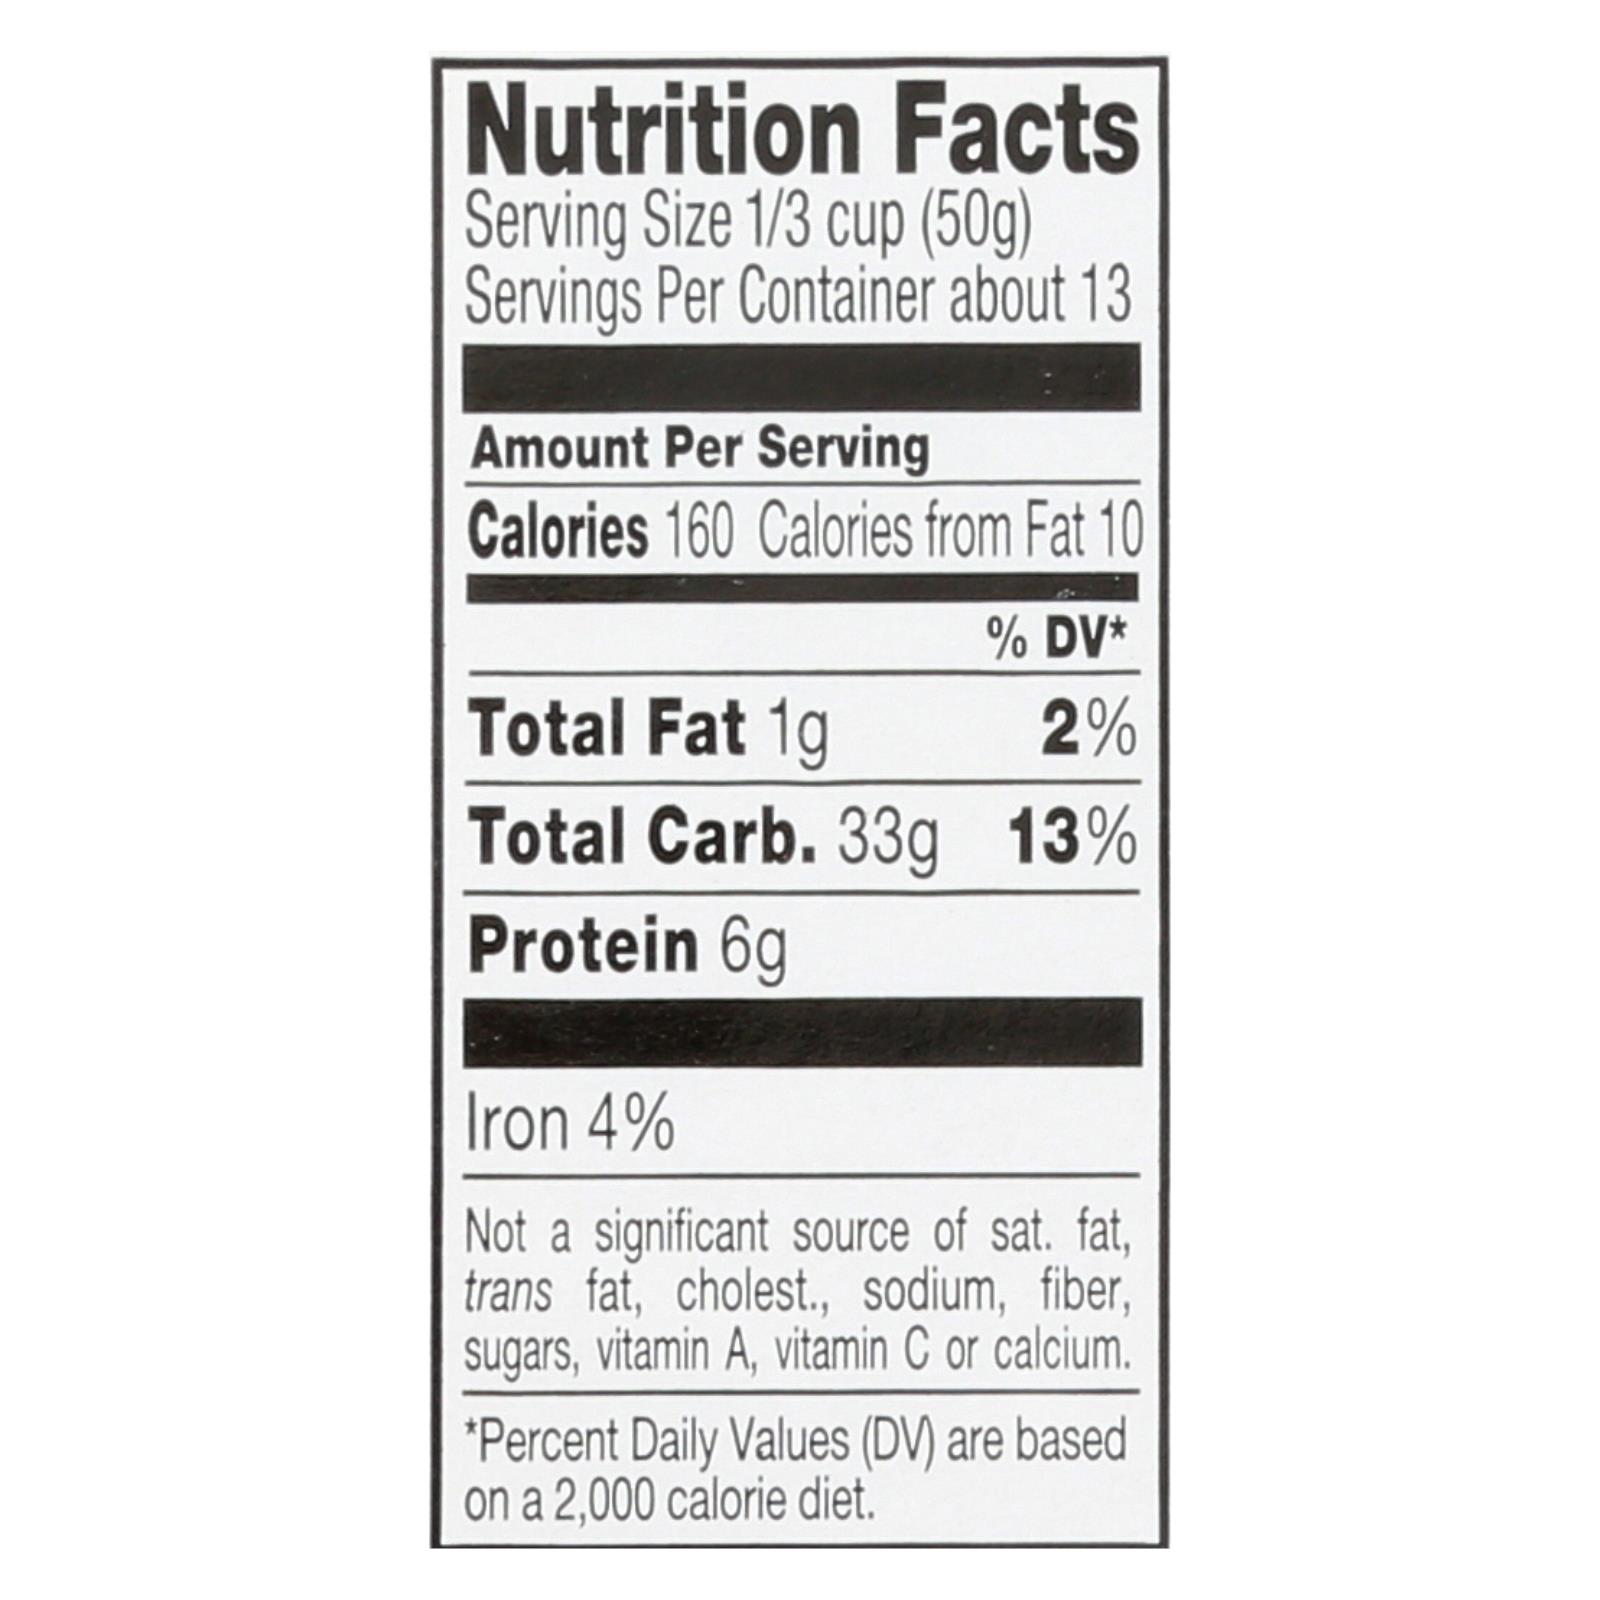 Nutrition Facts
Serving Size 1/3 cup (50g)
Servings Per Container about 13
Amount Per Serving
Calories 160 Calories from Fat 10
% DV*
Total Fat 1g 2%
Total Carb. 33g 13%
Protein 6g
Iron 4%
Not a significant source of sat. fat,
trans fat, cholest., sodium, fiber,
sugars, vitamin A, vitamin C or calcium.
*Percent Daily Values (DV) are based
on a 2,000 calorie diet.